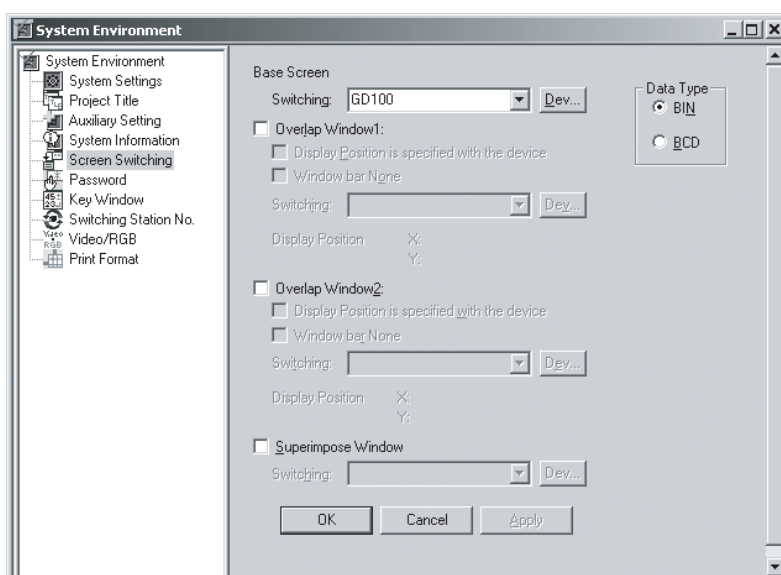 System Environment
System Environment
System Settings
Project Title
Auxiliary Setting
System Information
Screen Switching
Password
Key Window
Switching Station No.
Video/RGB
Print Format
Base Screen
Switching: GD100 Dev...
Overlap Window1:
Display Position is specified with the device
Window bar None
Switching: Dev...
Display Position X:
Y:
Overlap Window2:
Display Position is specified with the device
Window bar None
Switching: Dev...
Display Position X:
Y:
Superimpose Window
Switching: Dev...
OK Cancel Apply
Data Type
BIN
BCD